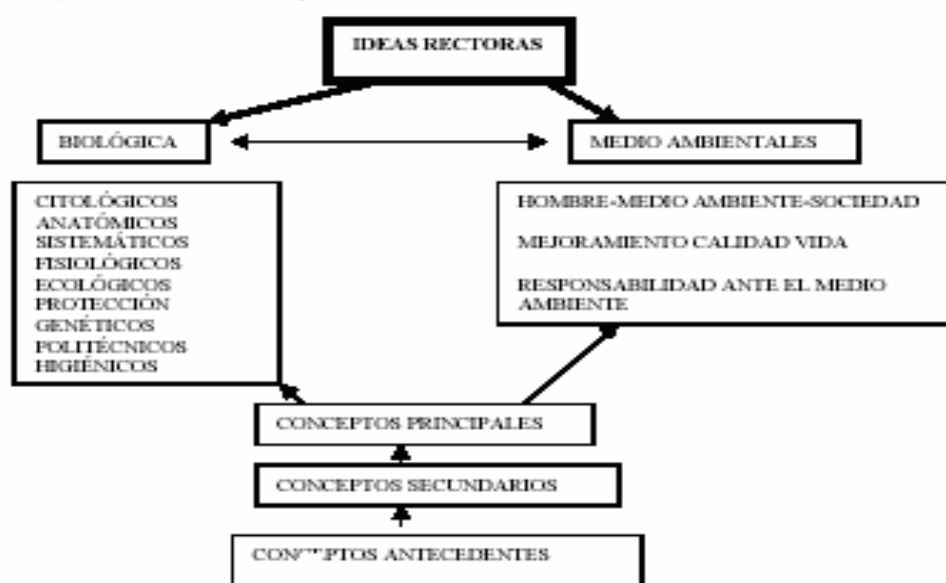 IDEAS RECTORAS
BIOLÓGICA
MEDIO AMBIENTALES
CITOLÓGICOS
ANATÓMICOS
SISTEMÁTICOS
FISIOLÓGICOS
ECOLÓGICOS
PROTECCIÓN
GENÉTICOS
POLITÉCNICOS
HIGIÉNICOS
HOMBRE-MEDIO AMBIENTE-SOCIEDAD
MEJORAMIENTO CALIDAD VIDA
RESPONSABILIDAD ANTE EL MEDIO
AMBIENTE
CONCEPTOS PRINCIPALES
CONCEPTOS SECUNDARIOS
ANTECEDENTES